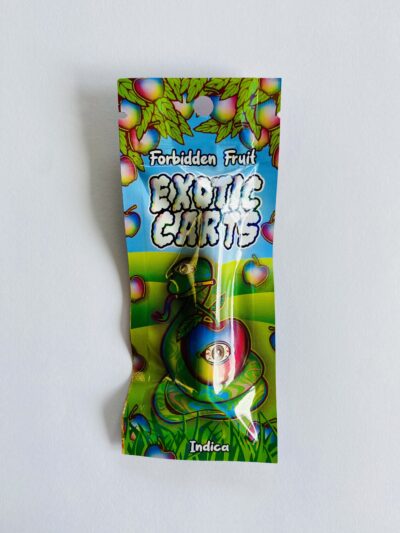 Forbidden Fruit
EXOTIC
CARTS
Indica